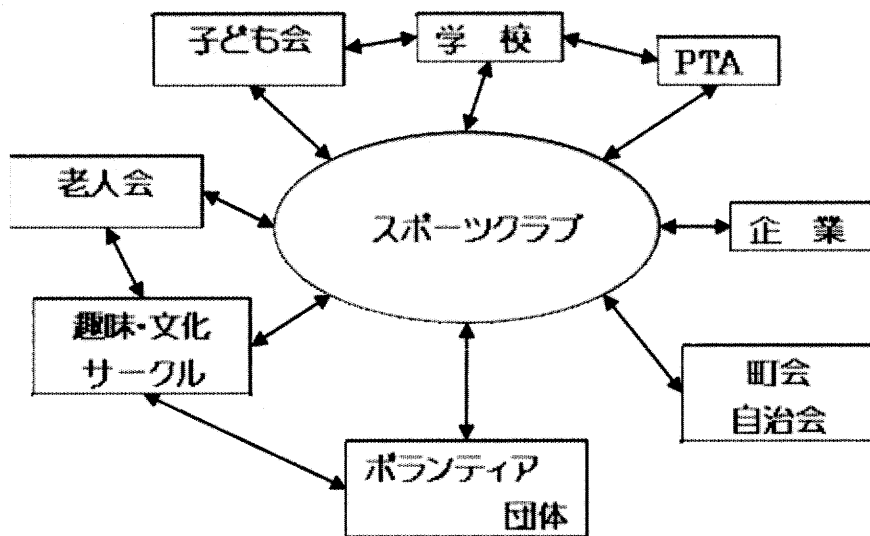 子ども会
学　校
PTA
老人会
スポーツクラブ
企　業
趣味・文化
サークル
町会
自治会
ボランティア
団体